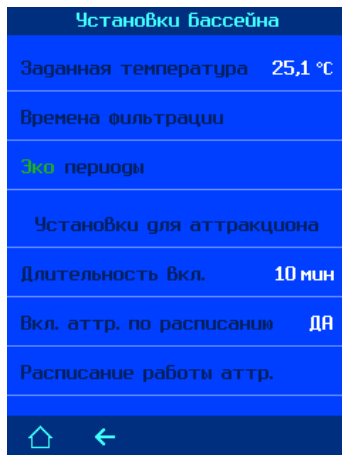 Установки бассейна
Заданная температура 25,1 °C
Времена фильтрации
Эко периоды
Установки для аттракциона
Длительность Вкл. 10 мин
Вкл. аттр. по расписанию ДА
Расписание работы аттр.